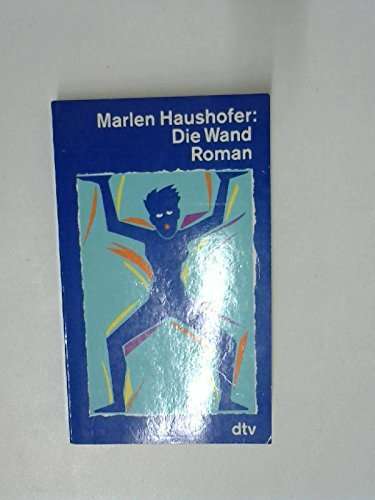 Marlen Haushofer:
Die Wand
Roman
dtv